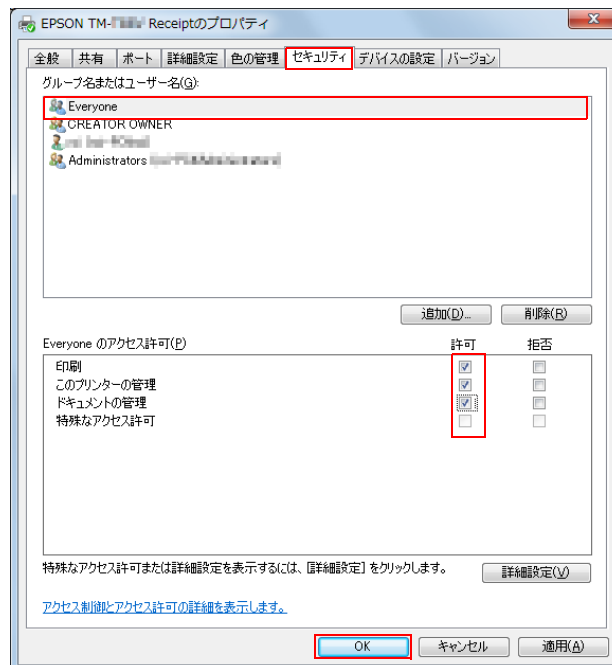 EPSON TM- Receiptのプロパティ
全般 共有 ポート 詳細設定 色の管理 セキュリティ デバイスの設定 バージョン
グループ名またはユーザー名(G):
Everyone
CREATOR OWNER
Administrators
追加(D)... 削除(R)
Everyone のアクセス許可(P) 許可 拒否
印刷
このプリンターの管理
ドキュメントの管理
特殊なアクセス許可
特殊なアクセス許可または詳細設定を表示するには、[詳細設定] をクリックします。 詳細設定(V)
アクセス制御とアクセス許可の詳細を表示します。
OK キャンセル 適用(A)